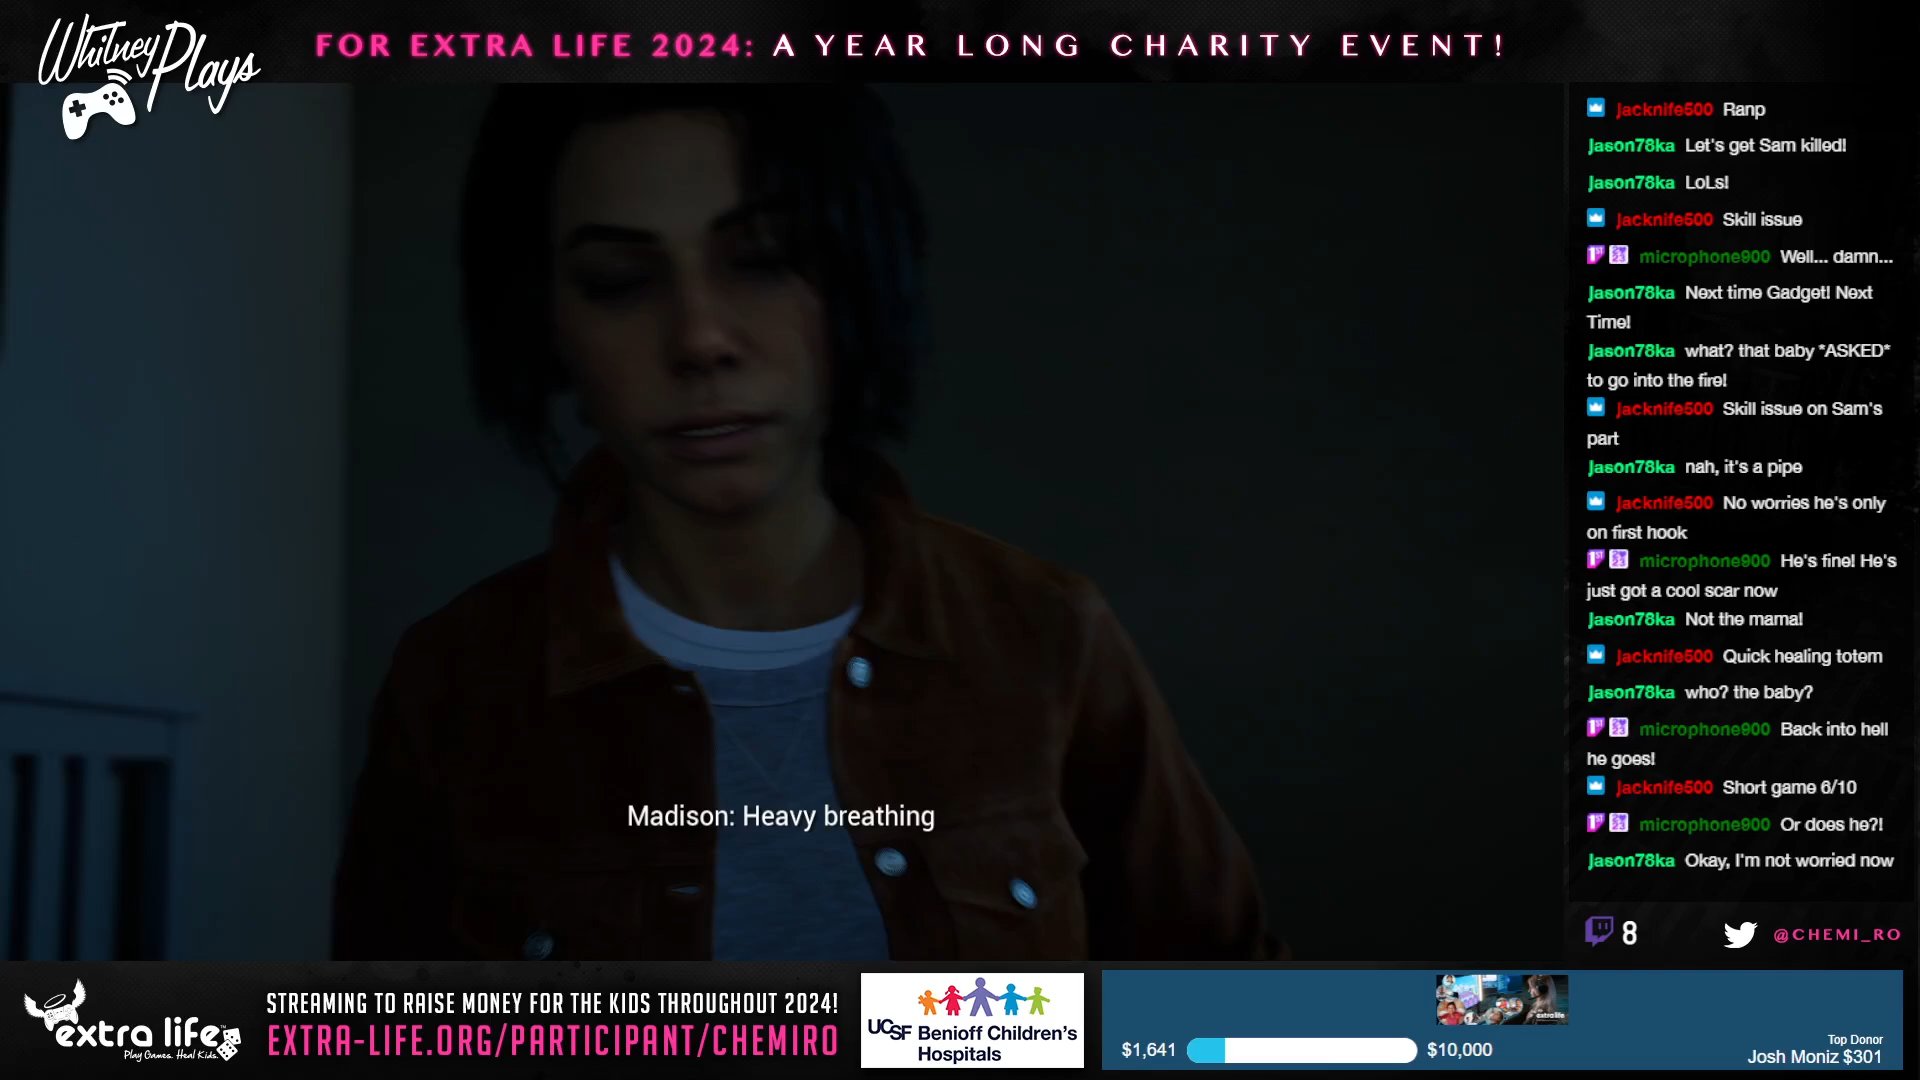 Whitney Plays
FOR EXTRA LIFE 2024: A YEAR LONG CHARITY EVENT!
Jacknife500 Ranp
Jason78ka Let's get Sam killed!
Jason78ka LoLs!
Jacknife500 Skill issue
microphone900 Well... damn...
Jason78ka Next time Gadget! Next
Time!
Jason78ka what? that baby *ASKED*
to go into the fire!
Jacknife500 Skill issue on Sam's
part
Jason78ka nah, it's a pipe
Jacknife500 No worries he's only
on first hook
microphone900 He's fine! He's
just got a cool scar now
Jason78ka Not the mama!
Jacknife500 Quick healing totem
Jason78ka who? the baby?
microphone900 Back into hell
he goes!
Jacknife500 Short game 6/10
microphone900 Or does he?!
Jason78ka Okay, I'm not worried now
Madison: Heavy breathing
8
@CHEMI_RO
extra life
Play Games. Heal Kids.
STREAMING TO RAISE MONEY FOR THE KIDS THROUGHOUT 2024!
EXTRA-LIFE.ORG/PARTICIPANT/CHEMIRO
UCSF Benioff Children's
Hospitals
$1,641
$10,000
Top Donor
Josh Moniz $301